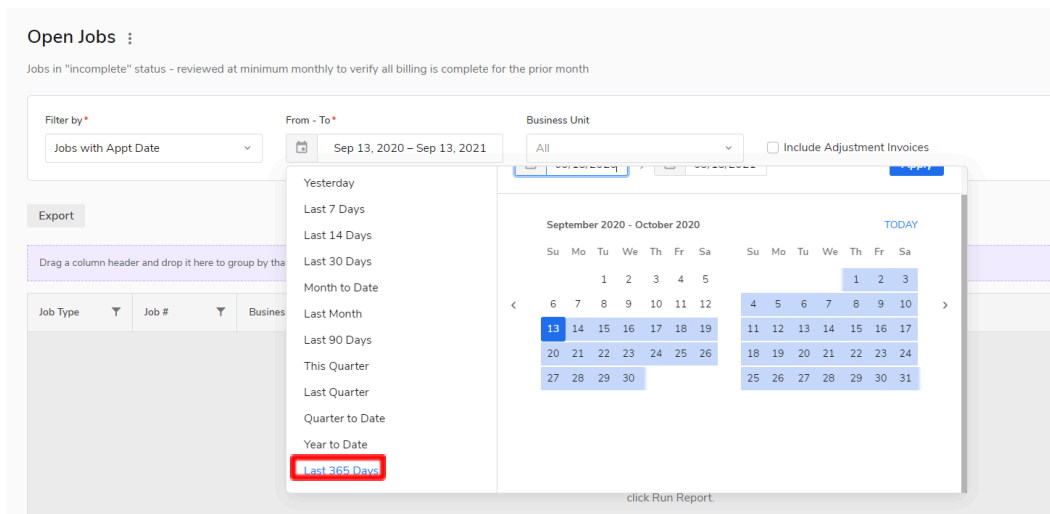 Open Jobs
Jobs in "incomplete" status - reviewed at minimum monthly to verify all billing is complete for the prior month
Filter by*
From - To*
Business Unit
Jobs with Appt Date
Sep 13, 2020 – Sep 13, 2021
All
Include Adjustment Invoices
Apply
Export
Drag a column header and drop it here to group by tha
Job Type
Job #
Busines
Yesterday
Last 7 Days
Last 14 Days
Last 30 Days
Month to Date
Last Month
Last 90 Days
This Quarter
Last Quarter
Quarter to Date
Year to Date
Last 365 Days
September 2020 - October 2020
TODAY
Su Mo Tu We Th Fr Sa
1 2 3 4 5
6 7 8 9 10 11 12
13 14 15 16 17 18 19
20 21 22 23 24 25 26
27 28 29 30
Su Mo Tu We Th Fr Sa
1 2 3
4 5 6 7 8 9 10
11 12 13 14 15 16 17
18 19 20 21 22 23 24
25 26 27 28 29 30 31
click Run Report.